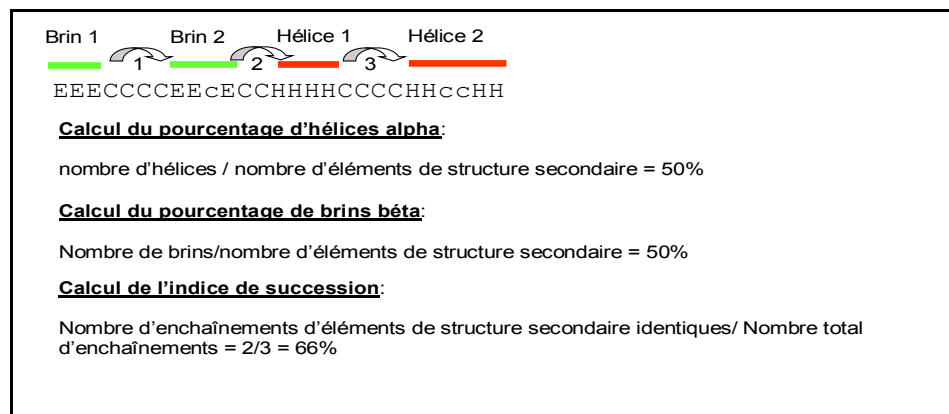 Brin 1 Brin 2 Hélice 1 Hélice 2
1 2 3
EEECCCCEEcECCHHHHCCCCHHccHH
Calcul du pourcentage d'hélices alpha:
nombre d'hélices / nombre d'éléments de structure secondaire = 50%
Calcul du pourcentage de brins béta:
Nombre de brins/nombre d'éléments de structure secondaire = 50%
Calcul de l'indice de succession:
Nombre d'enchaînements d'éléments de structure secondaire identiques/ Nombre total
d'enchaînements = 2/3 = 66%